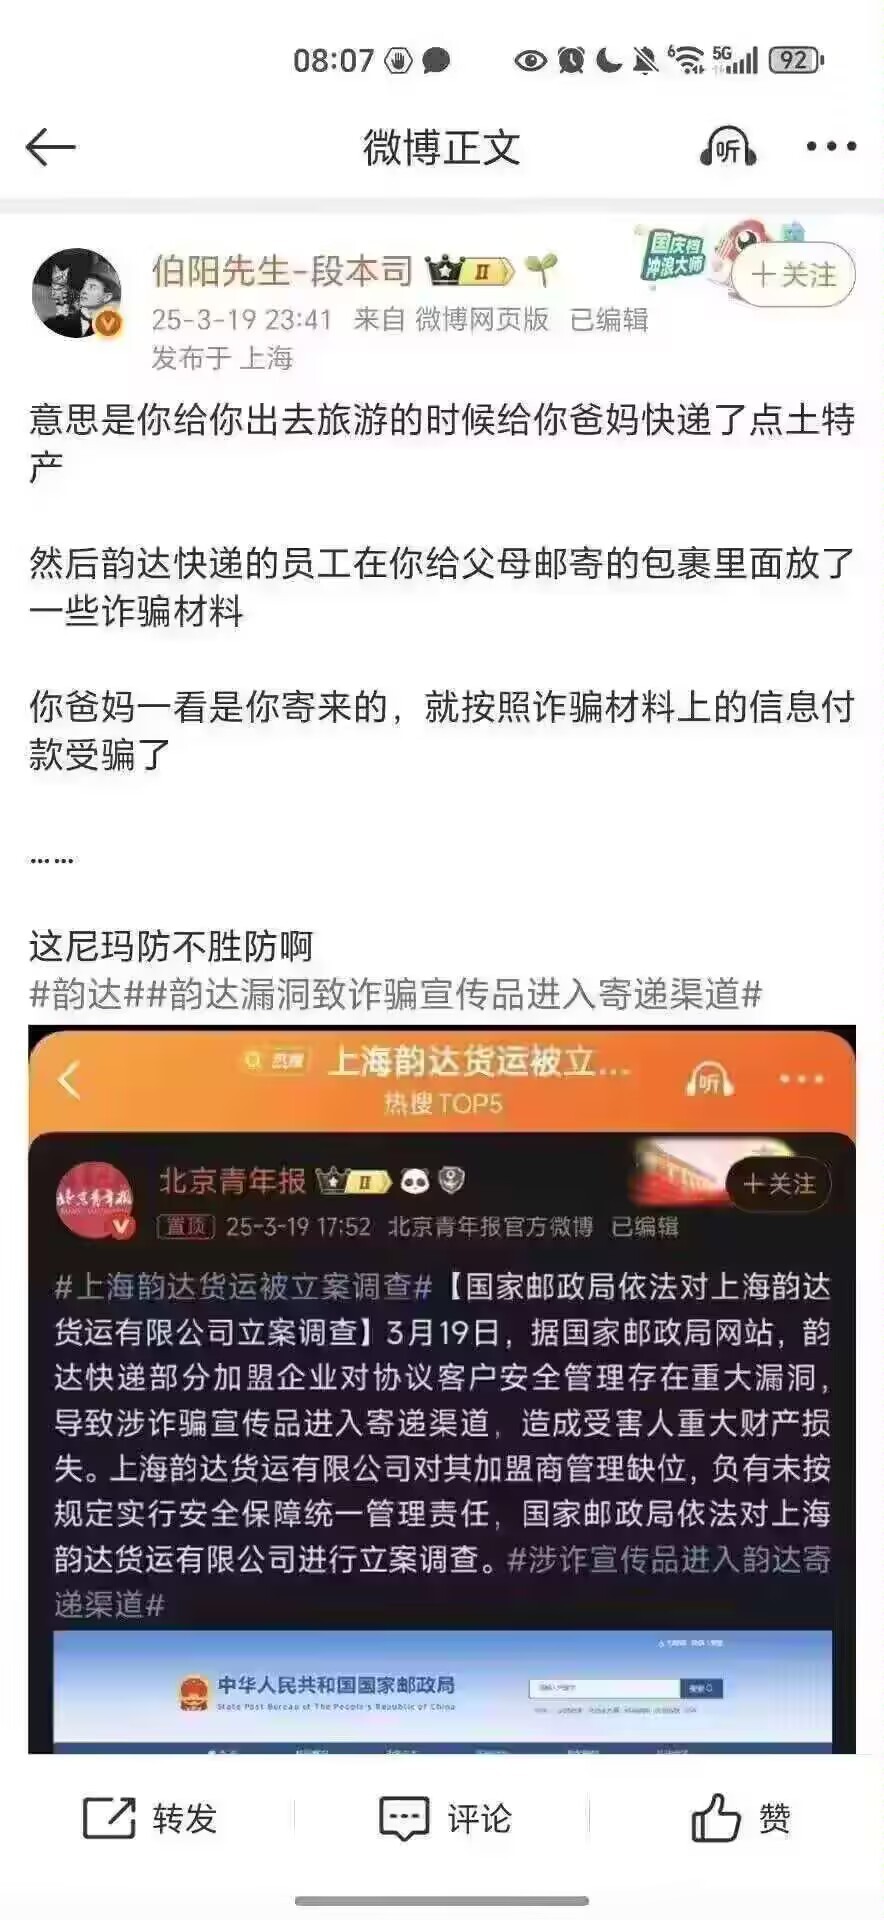 08:07
5G
92
微博正文
听
伯阳先生-段本司
II
国庆档
冲浪大师
+关注
25-3-19 23:41 来自 微博网页版 已编辑
发布于 上海
意思是你给你出去旅游的时候给你爸妈快递了点土特
产
然后韵达快递的员工在你给父母邮寄的包裹里面放了
一些诈骗材料
你爸妈一看是你寄来的，就按照诈骗材料上的信息付
款受骗了
……
这尼玛防不胜防啊
#韵达##韵达漏洞致诈骗宣传品进入寄递渠道#
热搜 上海韵达货运被立...
听
热搜TOP5
北京青年报
II
+关注
北京青年报
置顶 25-3-19 17:52 北京青年报官方微博 已编辑
#上海韵达货运被立案调查#【国家邮政局依法对上海韵达
货运有限公司立案调查】3月19日，据国家邮政局网站，韵
达快递部分加盟企业对协议客户安全管理存在重大漏洞，
导致涉诈骗宣传品进入寄递渠道，造成受害人重大财产损
失。上海韵达货运有限公司对其加盟商管理缺位，负有未按
规定实行安全保障统一管理责任，国家邮政局依法对上海
韵达货运有限公司进行立案调查。#涉诈宣传品进入韵达寄
递渠道#
中华人民共和国国家邮政局
State Post Bureau of The People's Republic of China
转发
评论
赞